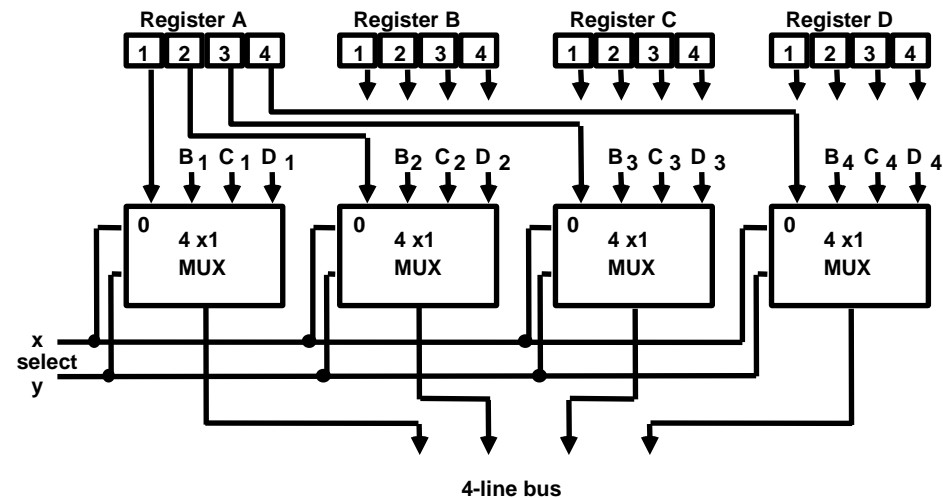 Register A Register B Register C Register D
1 2 3 4 1 2 3 4 1 2 3 4 1 2 3 4
B1 C1 D1 B2 C2 D2 B3 C3 D3 B4 C4 D4
0 0 0 0
4 x1 4 x1 4 x1 4 x1
MUX MUX MUX MUX
x
select
y
4-line bus